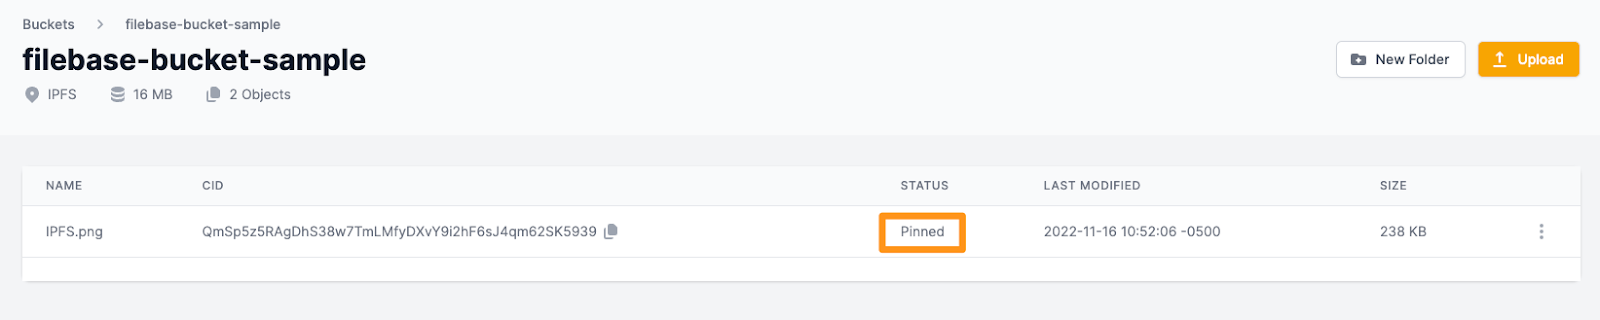 Buckets > filebase-bucket-sample
filebase-bucket-sample
New Folder
Upload
IPFS 16 MB 2 Objects
NAME CID STATUS LAST MODIFIED SIZE
IPFS.png QmSp5z5RAgDhS38w7TmLMfyDXvY9i2hF6sJ4qm62SK5939 Pinned 2022-11-16 10:52:06 -0500 238 KB